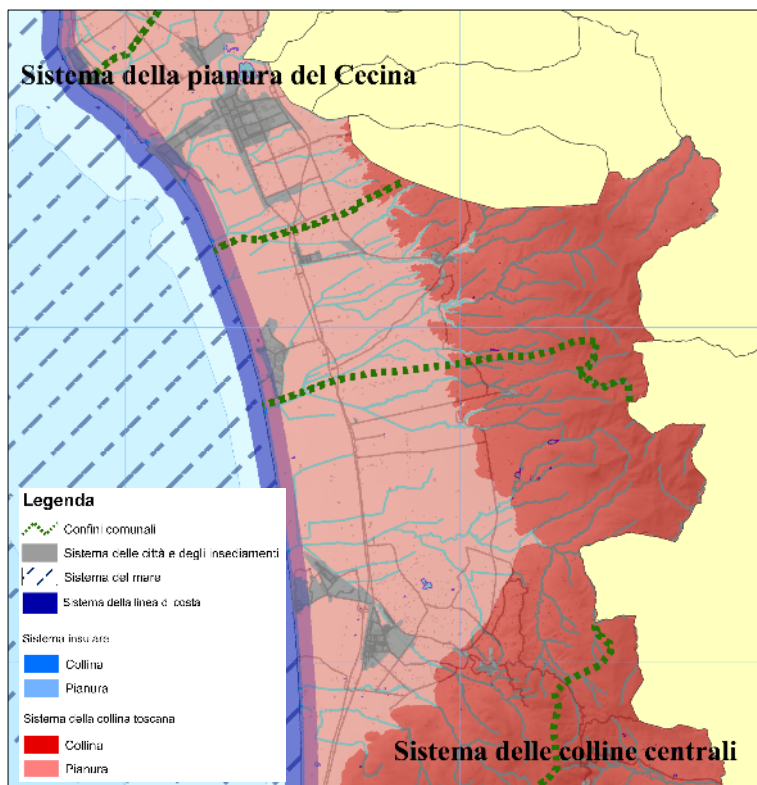 Sistema della pianura del Cecina
Legenda
Confini comunali
Sistema delle città e degli insediamenti
Sistema del mare
Sistema della linea di costa
Sistema insulare
Collina
Pianura
Sistema della collina toscana
Collina
Pianura
Sistema delle colline centrali